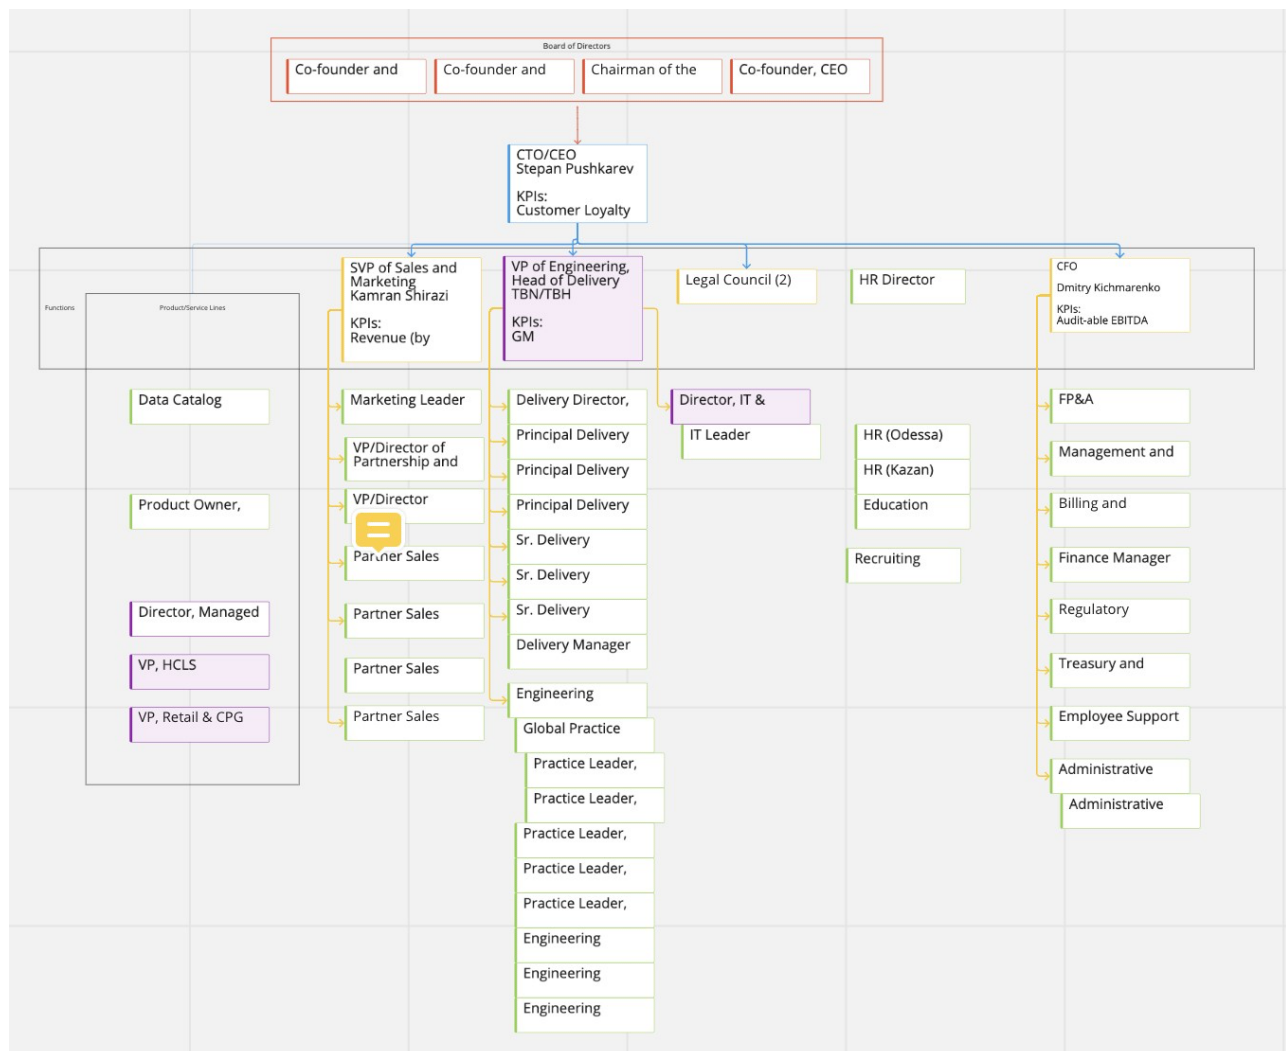 Board of Directors
Co-founder and
Co-founder and
Chairman of the
Co-founder, CEO
CTO/CEO
Stepan Pushkarev
KPIs:
Customer Loyalty
Functions
Product/Service Lines
SVP of Sales and
Marketing
Kamran Shirazi
KPIs:
Revenue (by
VP of Engineering,
Head of Delivery
TBN/TBH
KPIs:
GM
Legal Council (2)
HR Director
CFO
Dmitry Kichmarenko
KPIs:
Audit-able EBITDA
Data Catalog
Product Owner,
Director, Managed
VP, HCLS
VP, Retail & CPG
Marketing Leader
VP/Director of
Partnership and
VP/Director
Partner Sales
Partner Sales
Partner Sales
Partner Sales
Delivery Director,
Principal Delivery
Principal Delivery
Principal Delivery
Sr. Delivery
Sr. Delivery
Sr. Delivery
Delivery Manager
Engineering
Global Practice
Practice Leader,
Practice Leader,
Practice Leader,
Practice Leader,
Practice Leader,
Engineering
Engineering
Engineering
Director, IT &
IT Leader
HR (Odessa)
HR (Kazan)
Education
Recruiting
FP&A
Management and
Billing and
Finance Manager
Regulatory
Treasury and
Employee Support
Administrative
Administrative